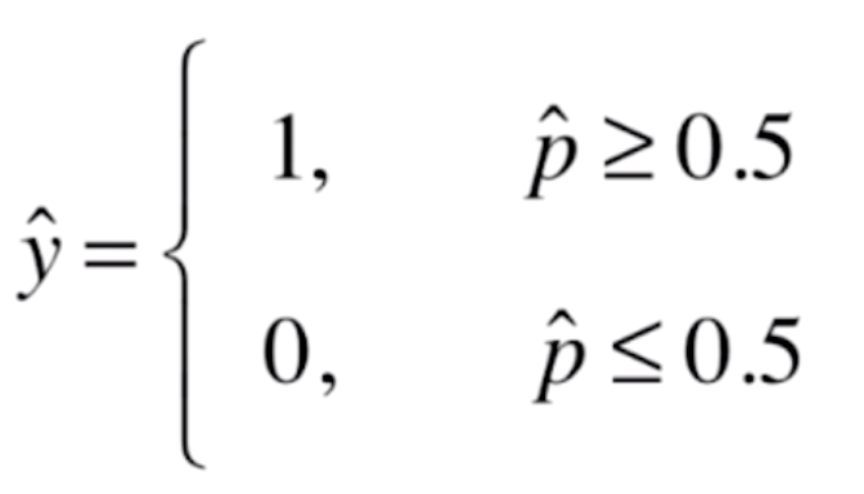 ŷ = {
1, p̂ ≥ 0.5
0, p̂ ≤ 0.5